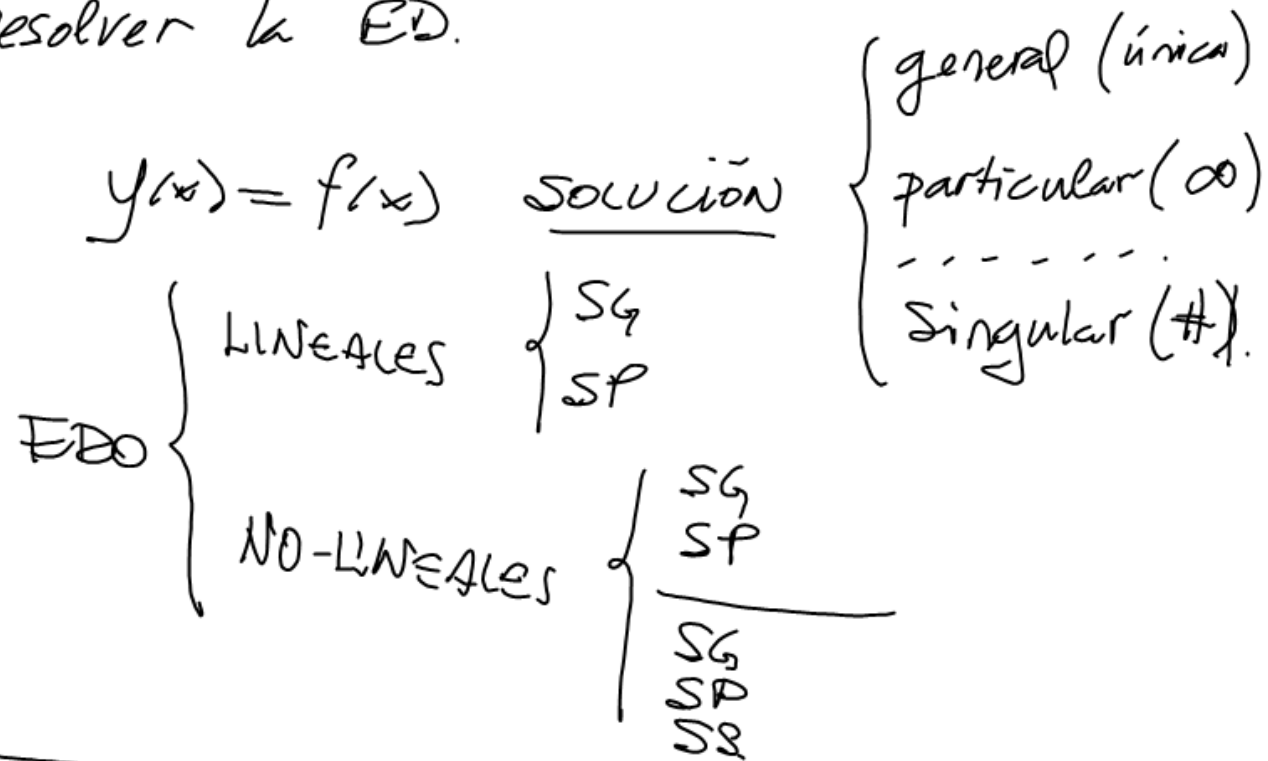 esolver la ED.
y(x) = f(x) SOLUCIÓN
general (única)
particular (∞)
- - - - - - .
Singular (#).
EDO
LINEALES
SG
SP
NO-LINEALES
SG
SP
SG
SP
SS